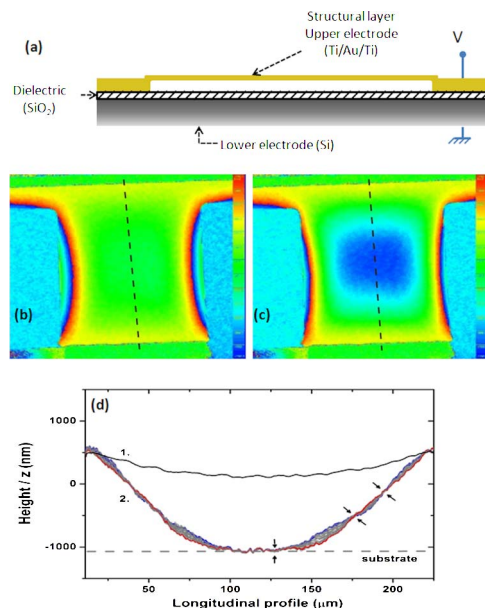 (a)
Structural layer
Upper electrode
(Ti/Au/Ti)
V
Dielectric
(SiO₂)
Lower electrode (Si)
(b)
(c)
(d)
Height / z (nm)
1000
0
-1000
1.
2.
substrate
50
100
150
200
Longitudinal profile (μm)